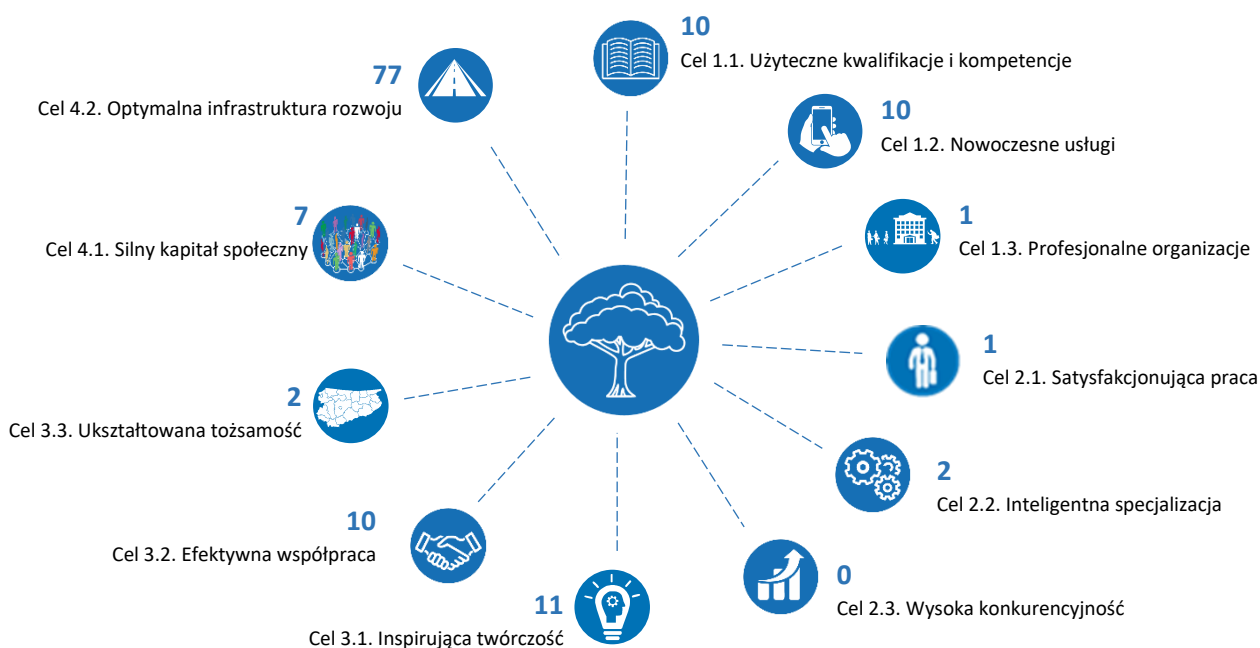 10
Cel 1.1. Użyteczne kwalifikacje i kompetencje
10
Cel 1.2. Nowoczesne usługi
1
Cel 1.3. Profesjonalne organizacje
1
Cel 2.1. Satysfakcjonująca praca
2
Cel 2.2. Inteligentna specjalizacja
0
Cel 2.3. Wysoka konkurencyjność
11
Cel 3.1. Inspirująca twórczość
10
Cel 3.2. Efektywna współpraca
2
Cel 3.3. Ukształtowana tożsamość
7
Cel 4.1. Silny kapitał społeczny
77
Cel 4.2. Optymalna infrastruktura rozwoju